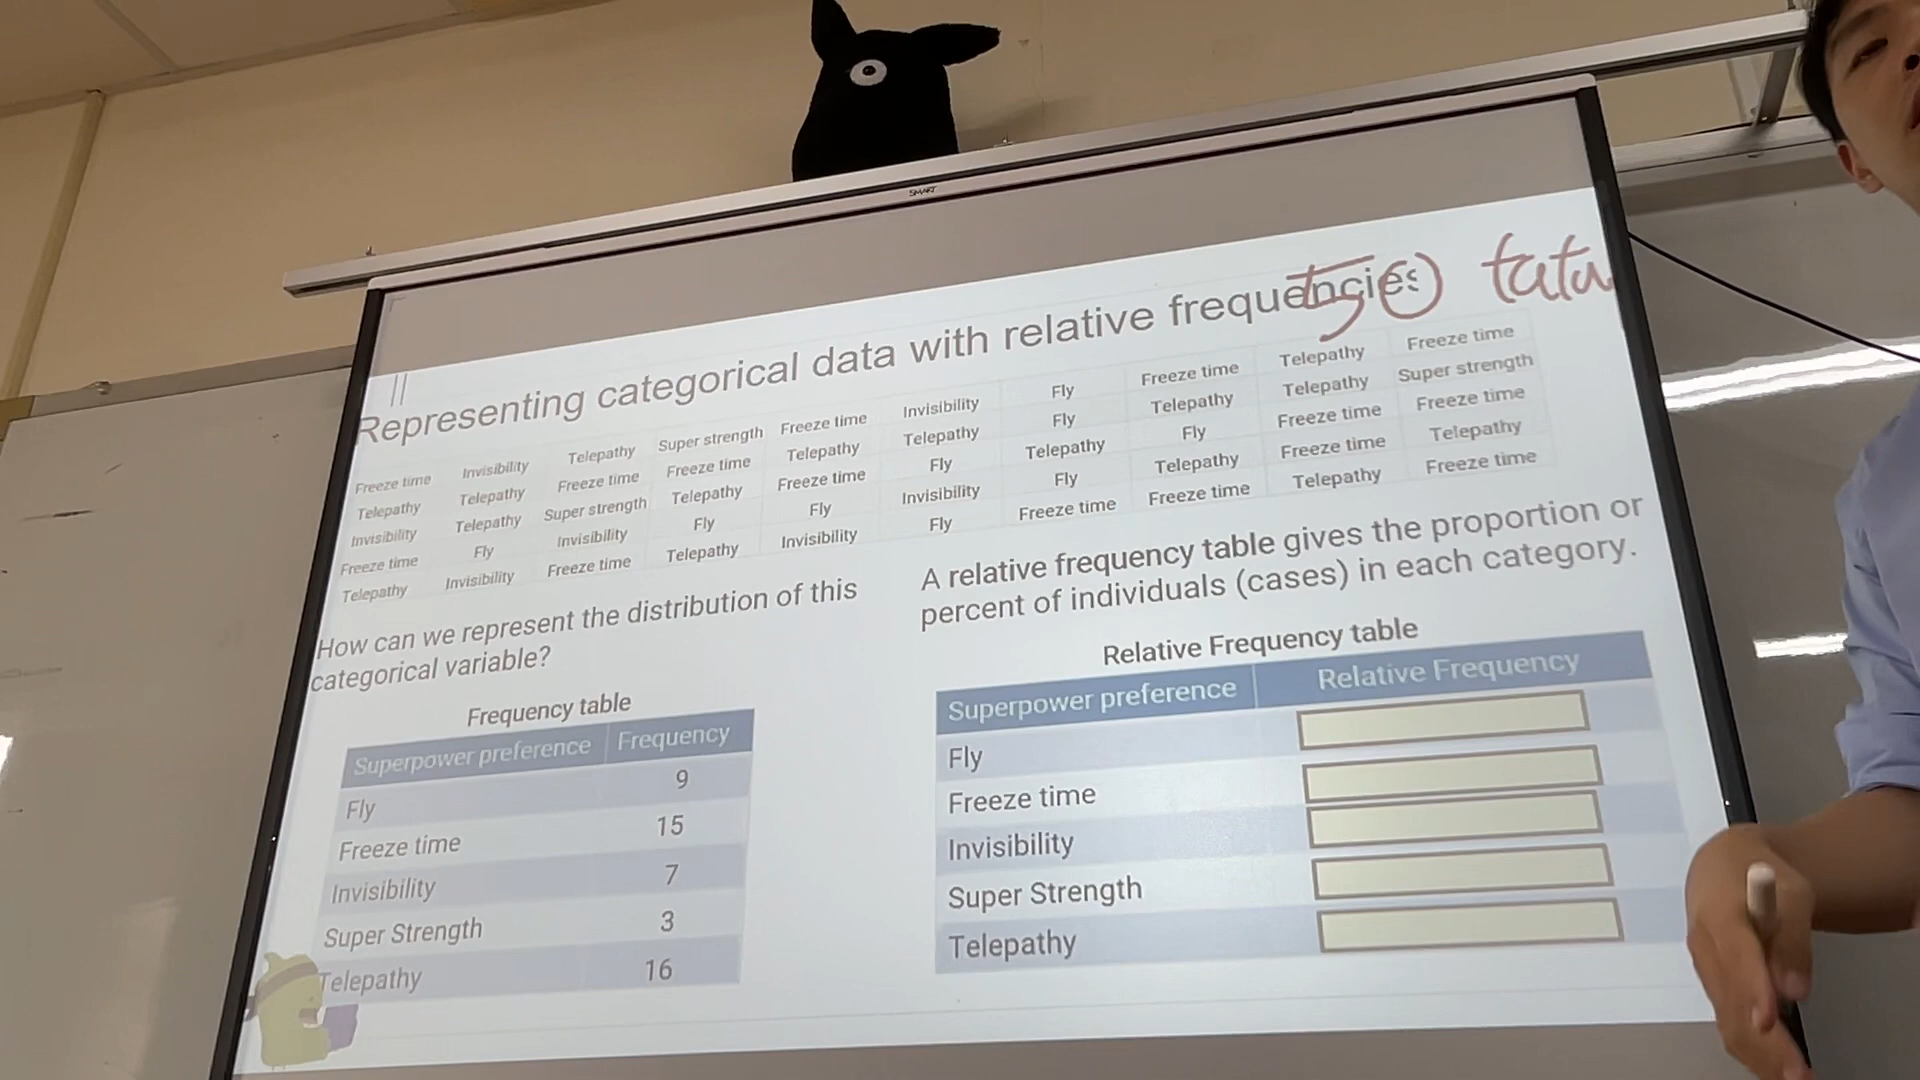 SMART
Representing categorical data with relative frequencies
50 tota
Freeze time Invisibility Telepathy Super strength Freeze time Invisibility Fly Freeze time Telepathy Freeze time
Telepathy Telepathy Freeze time Freeze time Telepathy Telepathy Fly Telepathy Telepathy Super strength
Invisibility Telepathy Super strength Telepathy Freeze time Fly Telepathy Fly Freeze time Freeze time
Freeze time Fly Invisibility Fly Fly Invisibility Fly Telepathy Freeze time Telepathy
Telepathy Invisibility Freeze time Telepathy Invisibility Fly Freeze time Freeze time Telepathy Freeze time
How can we represent the distribution of this
categorical variable?
Frequency table
Superpower preference Frequency
Fly 9
Freeze time 15
Invisibility 7
Super Strength 3
Telepathy 16
A relative frequency table gives the proportion or
percent of individuals (cases) in each category.
Relative Frequency table
Superpower preference Relative Frequency
Fly
Freeze time
Invisibility
Super Strength
Telepathy